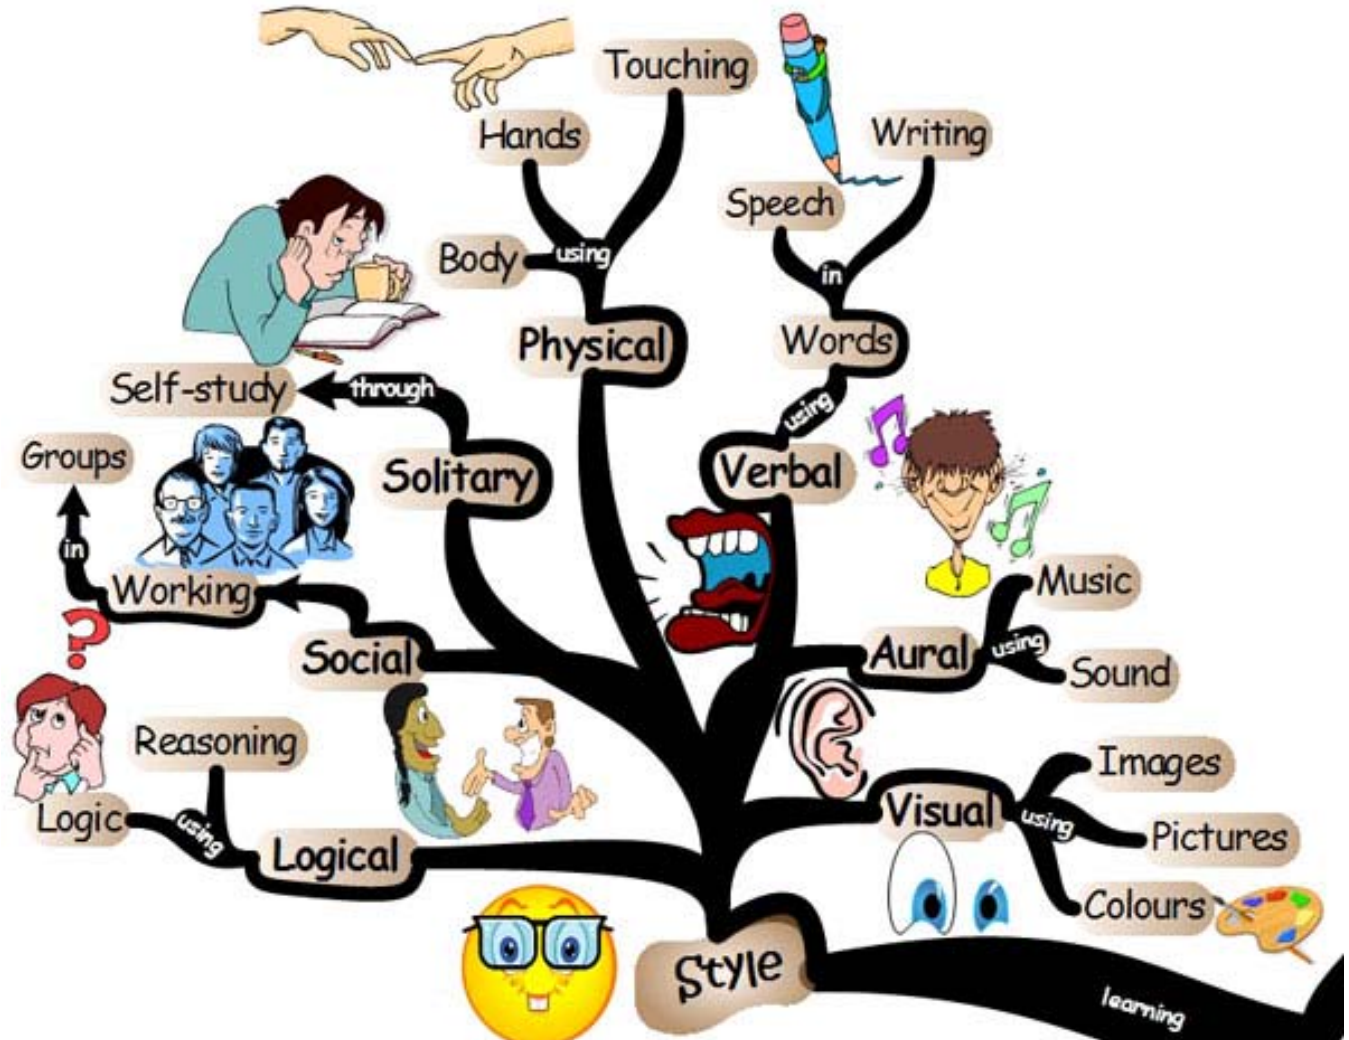 Touching
Hands
Writing
Speech
Body
using
in
Physical
Words
Self-study
through
using
Groups
Solitary
Verbal
in
Working
Music
Social
Aural
using
Sound
Reasoning
Images
Logic
using
Visual
using
Pictures
Logical
Colours
Style
learning